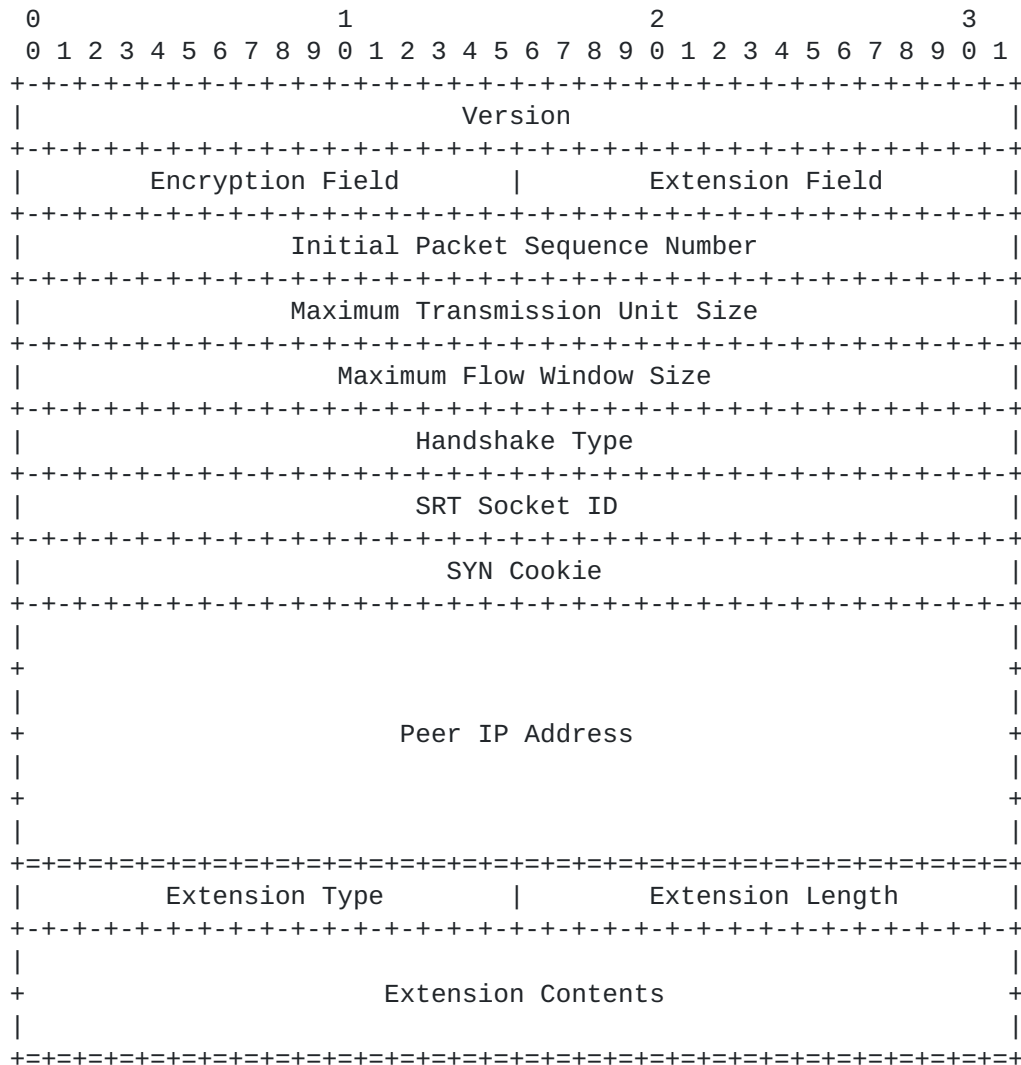 0                   1                   2                   3
 0 1 2 3 4 5 6 7 8 9 0 1 2 3 4 5 6 7 8 9 0 1 2 3 4 5 6 7 8 9 0 1
+-+-+-+-+-+-+-+-+-+-+-+-+-+-+-+-+-+-+-+-+-+-+-+-+-+-+-+-+-+-+-+-+
|                            Version                            |
+-+-+-+-+-+-+-+-+-+-+-+-+-+-+-+-+-+-+-+-+-+-+-+-+-+-+-+-+-+-+-+-+
|        Encryption Field       |        Extension Field        |
+-+-+-+-+-+-+-+-+-+-+-+-+-+-+-+-+-+-+-+-+-+-+-+-+-+-+-+-+-+-+-+-+
|                 Initial Packet Sequence Number                |
+-+-+-+-+-+-+-+-+-+-+-+-+-+-+-+-+-+-+-+-+-+-+-+-+-+-+-+-+-+-+-+-+
|                 Maximum Transmission Unit Size                |
+-+-+-+-+-+-+-+-+-+-+-+-+-+-+-+-+-+-+-+-+-+-+-+-+-+-+-+-+-+-+-+-+
|                    Maximum Flow Window Size                   |
+-+-+-+-+-+-+-+-+-+-+-+-+-+-+-+-+-+-+-+-+-+-+-+-+-+-+-+-+-+-+-+-+
|                         Handshake Type                        |
+-+-+-+-+-+-+-+-+-+-+-+-+-+-+-+-+-+-+-+-+-+-+-+-+-+-+-+-+-+-+-+-+
|                         SRT Socket ID                         |
+-+-+-+-+-+-+-+-+-+-+-+-+-+-+-+-+-+-+-+-+-+-+-+-+-+-+-+-+-+-+-+-+
|                           SYN Cookie                          |
+-+-+-+-+-+-+-+-+-+-+-+-+-+-+-+-+-+-+-+-+-+-+-+-+-+-+-+-+-+-+-+-+
|                                                               |
+                                                               +
|                                                               |
+                        Peer IP Address                        +
|                                                               |
+                                                               +
|                                                               |
+=+=+=+=+=+=+=+=+=+=+=+=+=+=+=+=+=+=+=+=+=+=+=+=+=+=+=+=+=+=+=+=+
|         Extension Type        |        Extension Length       |
+-+-+-+-+-+-+-+-+-+-+-+-+-+-+-+-+-+-+-+-+-+-+-+-+-+-+-+-+-+-+-+-+
|                                                               |
+                       Extension Contents                      +
|                                                               |
+=+=+=+=+=+=+=+=+=+=+=+=+=+=+=+=+=+=+=+=+=+=+=+=+=+=+=+=+=+=+=+=+